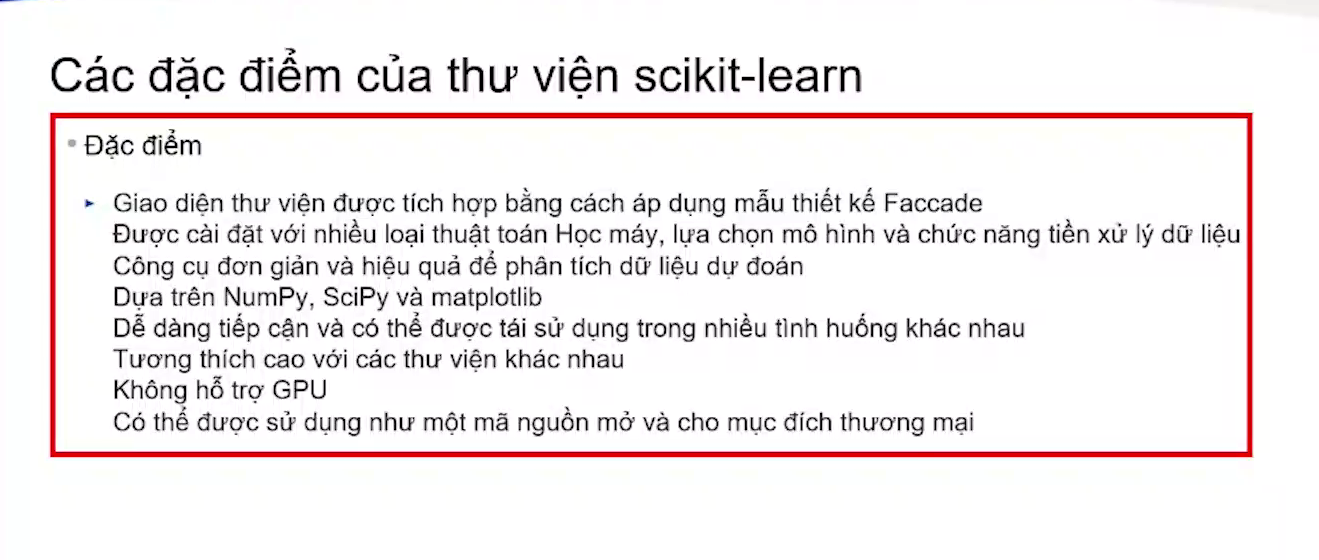 Các đặc điểm của thư viện scikit-learn
Đặc điểm
Giao diện thư viện được tích hợp bằng cách áp dụng mẫu thiết kế Faccade
Được cài đặt với nhiều loại thuật toán Học máy, lựa chọn mô hình và chức năng tiền xử lý dữ liệu
Công cụ đơn giản và hiệu quả để phân tích dữ liệu dự đoán
Dựa trên NumPy, SciPy và matplotlib
Dễ dàng tiếp cận và có thể được tái sử dụng trong nhiều tình huống khác nhau
Tương thích cao với các thư viện khác nhau
Không hỗ trợ GPU
Có thể được sử dụng như một mã nguồn mở và cho mục đích thương mại